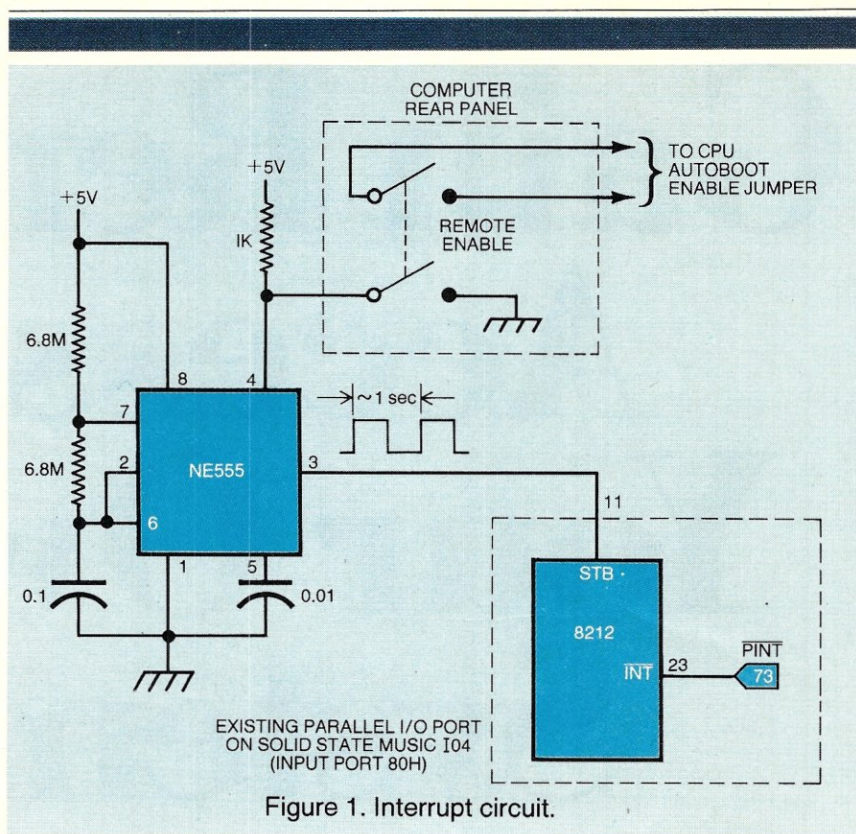 COMPUTER
REAR PANEL
+5V
+5V
TO CPU
AUTOBOOT
ENABLE JUMPER
REMOTE
ENABLE
1K
6.8M
8
4
~1 sec
7
6.8M
2
NE555
3
6
11
1
5
0.1
0.01
STB
8212
INT
23
PINT
73
EXISTING PARALLEL I/O PORT
ON SOLID STATE MUSIC IO4
(INPUT PORT 80H)
Figure 1. Interrupt circuit.